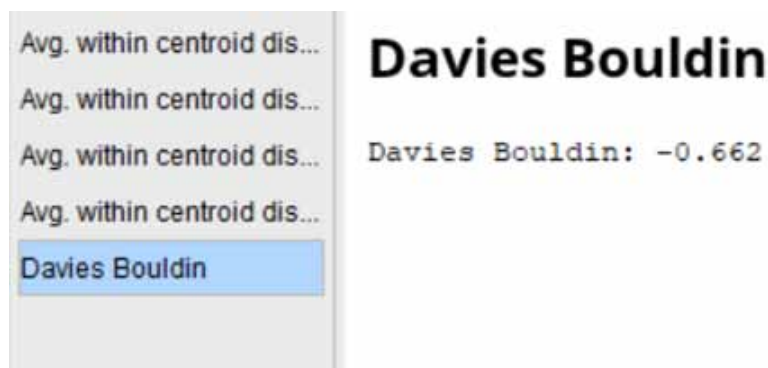 Avg. within centroid dis...
Avg. within centroid dis...
Avg. within centroid dis...
Avg. within centroid dis...
Davies Bouldin
Davies Bouldin
Davies Bouldin: -0.662